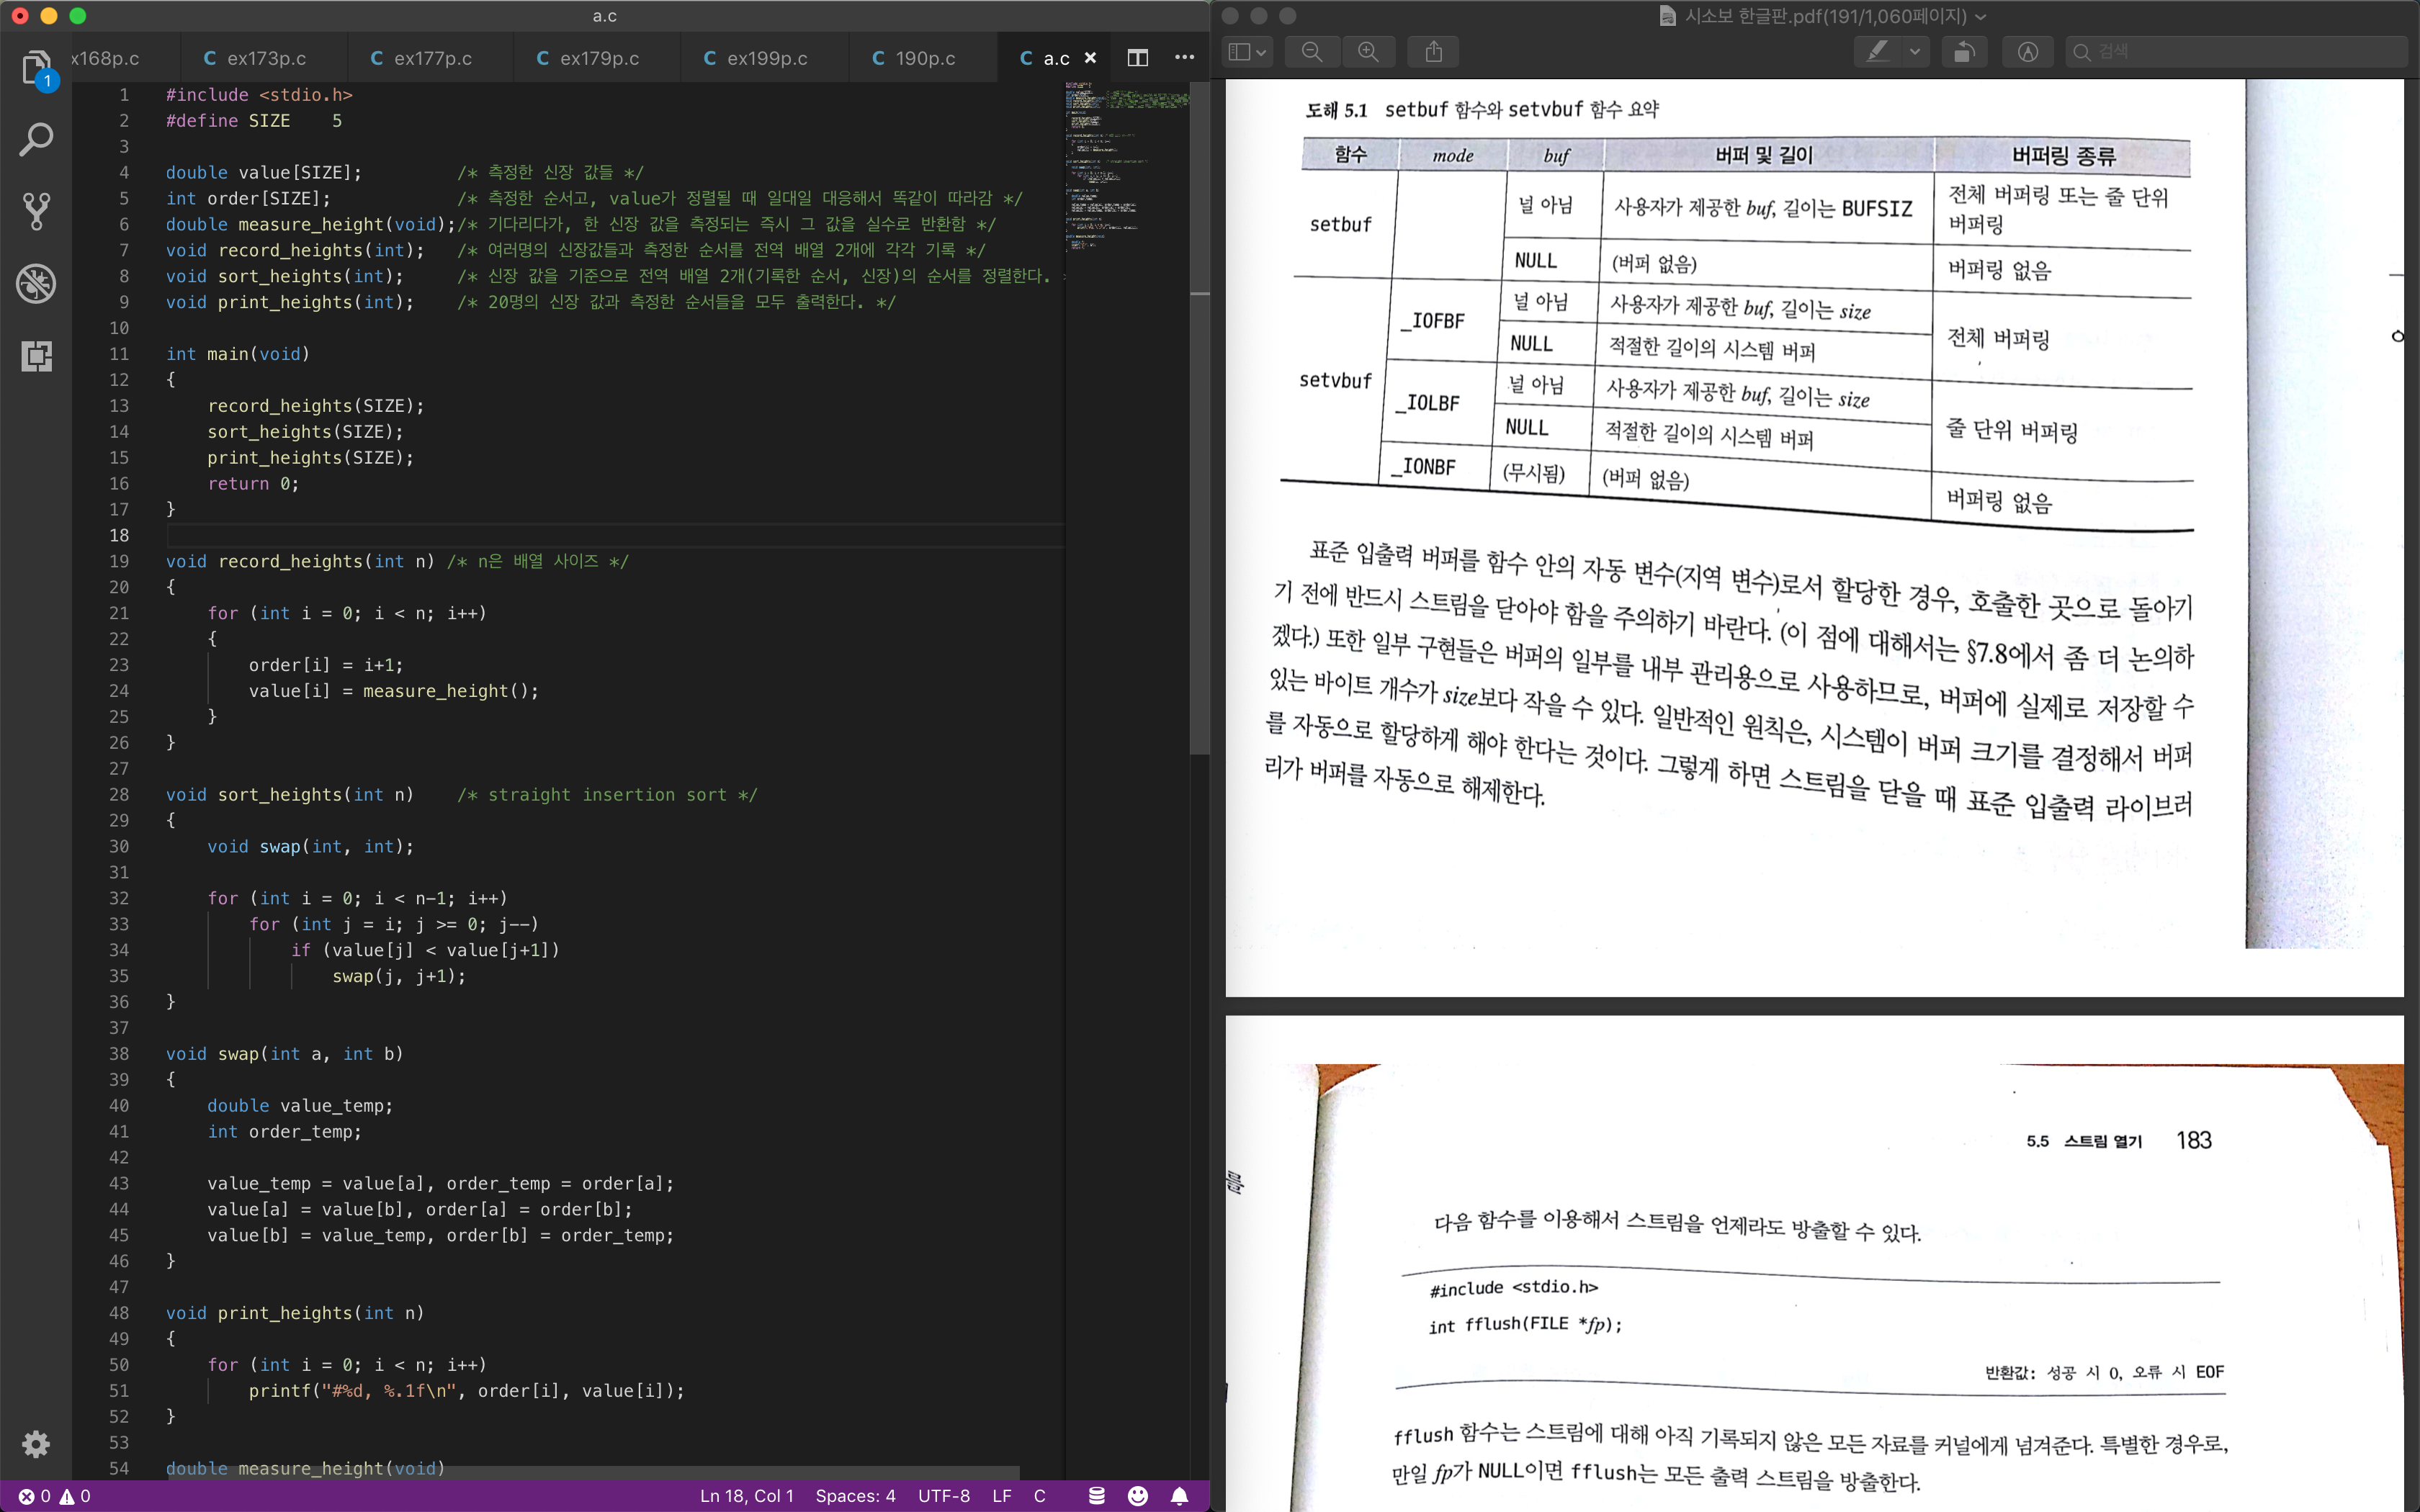 a.c
x168p.c
C ex173p.c
C ex177p.c
C ex179p.c
C ex199p.c
C 190p.c
C a.c ×
1
1 #include <stdio.h>
2 #define SIZE 5
3
4 double value[SIZE]; /* 측정한 신장 값들 */
5 int order[SIZE]; /* 측정한 순서고, value가 정렬될 때 일대일 대응해서 똑같이 따라감 */
6 double measure_height(void);/* 기다리다가, 한 신장 값을 측정되는 즉시 그 값을 실수로 반환함 */
7 void record_heights(int); /* 여러명의 신장값들과 측정한 순서를 전역 배열 2개에 각각 기록 */
8 void sort_heights(int); /* 신장 값을 기준으로 전역 배열 2개(기록한 순서, 신장)의 순서를 정렬한다.
9 void print_heights(int); /* 20명의 신장 값과 측정한 순서들을 모두 출력한다. */
10
11 int main(void)
12 {
13 record_heights(SIZE);
14 sort_heights(SIZE);
15 print_heights(SIZE);
16 return 0;
17 }
18
19 void record_heights(int n) /* n은 배열 사이즈 */
20 {
21 for (int i = 0; i < n; i++)
22 {
23 order[i] = i+1;
24 value[i] = measure_height();
25 }
26 }
27
28 void sort_heights(int n) /* straight insertion sort */
29 {
30 void swap(int, int);
31
32 for (int i = 0; i < n-1; i++)
33 for (int j = i; j >= 0; j--)
34 if (value[j] < value[j+1])
35 swap(j, j+1);
36 }
37
38 void swap(int a, int b)
39 {
40 double value_temp;
41 int order_temp;
42
43 value_temp = value[a], order_temp = order[a];
44 value[a] = value[b], order[a] = order[b];
45 value[b] = value_temp, order[b] = order_temp;
46 }
47
48 void print_heights(int n)
49 {
50 for (int i = 0; i < n; i++)
51 printf("#%d, %.1f\n", order[i], value[i]);
52 }
53
54 double measure_height(void)
0 0
Ln 18, Col 1 Spaces: 4 UTF-8 LF C
시소보 한글판.pdf(191/1,060페이지)
검색
도해 5.1 setbuf 함수와 setvbuf 함수 요약
함수 mode buf 버퍼 및 길이 버퍼링 종류
setbuf 널 아님 사용자가 제공한 buf, 길이는 BUFSIZ 전체 버퍼링 또는 줄 단위
버퍼링
NULL (버퍼 없음) 버퍼링 없음
setvbuf _IOFBF 널 아님 사용자가 제공한 buf, 길이는 size 전체 버퍼링
NULL 적절한 길이의 시스템 버퍼
_IOLBF 널 아님 사용자가 제공한 buf, 길이는 size 줄 단위 버퍼링
NULL 적절한 길이의 시스템 버퍼
_IONBF (무시됨) (버퍼 없음) 버퍼링 없음
표준 입출력 버퍼를 함수 안의 자동 변수(지역 변수)로서 할당한 경우, 호출한 곳으로 돌아가
기 전에 반드시 스트림을 닫아야 함을 주의하기 바란다. (이 점에 대해서는 §7.8에서 좀 더 논의하
겠다.) 또한 일부 구현들은 버퍼의 일부를 내부 관리용으로 사용하므로, 버퍼에 실제로 저장할 수
있는 바이트 개수가 size보다 작을 수 있다. 일반적인 원칙은, 시스템이 버퍼 크기를 결정해서 버퍼
를 자동으로 할당하게 해야 한다는 것이다. 그렇게 하면 스트림을 닫을 때 표준 입출력 라이브러
리가 버퍼를 자동으로 해제한다.
5.5 스트림 열기 183
다음 함수를 이용해서 스트림을 언제라도 방출할 수 있다.
#include <stdio.h>
int fflush(FILE *fp);
반환값: 성공 시 0, 오류 시 EOF
fflush 함수는 스트림에 대해 아직 기록되지 않은 모든 자료를 커널에게 넘겨준다. 특별한 경우로,
만일 fp가 NULL이면 fflush는 모든 출력 스트림을 방출한다.